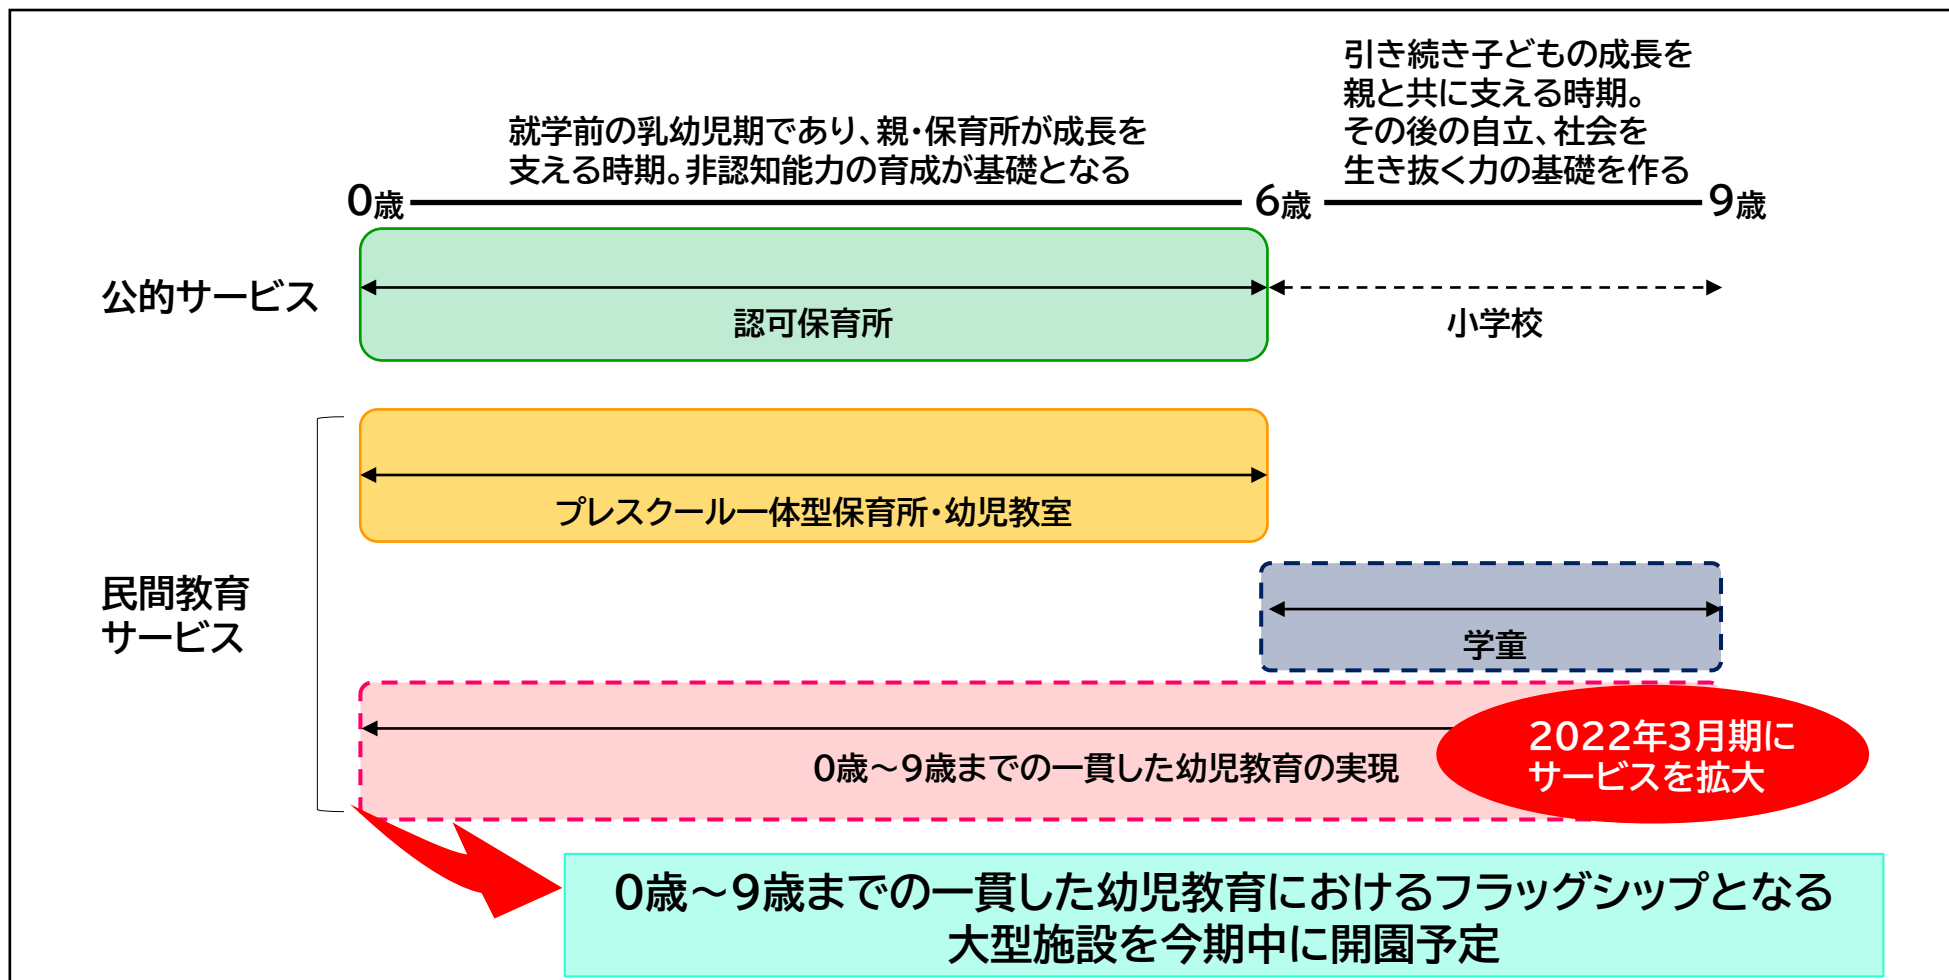 引き続き子どもの成長を
親と共に支える時期。
その後の自立、社会を
生き抜く力の基礎を作る
就学前の乳幼児期であり、親・保育所が成長を
支える時期。非認知能力の育成が基礎となる
0歳
6歳
9歳
公的サービス
認可保育所
小学校
プレスクール一体型保育所・幼児教室
民間教育
サービス
学童
0歳～9歳までの一貫した幼児教育の実現
2022年3月期に
サービスを拡大
0歳～9歳までの一貫した幼児教育におけるフラッグシップとなる
大型施設を今期中に開園予定